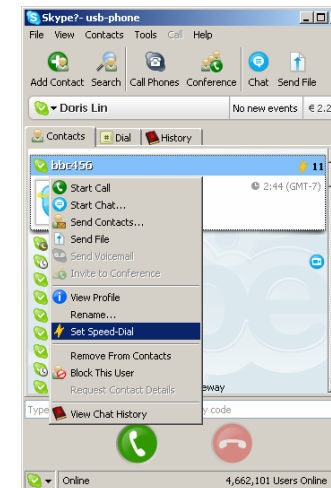 Skype?- usb-phone
File View Contacts Tools Call Help
Add Contact Search Call Phones Conference Chat Send File
Doris Lin No new events € 2.2
Contacts Dial History
bbc456 11
Start Call 2:44 (GMT-7)
Start Chat...
Send Contacts...
Send File
Send Voicemail
Invite to Conference
View Profile
Rename...
Set Speed-Dial
Remove From Contacts
Block This User
Request Contact Details eway
Type y code
View Chat History
Online 4,662,101 Users Online